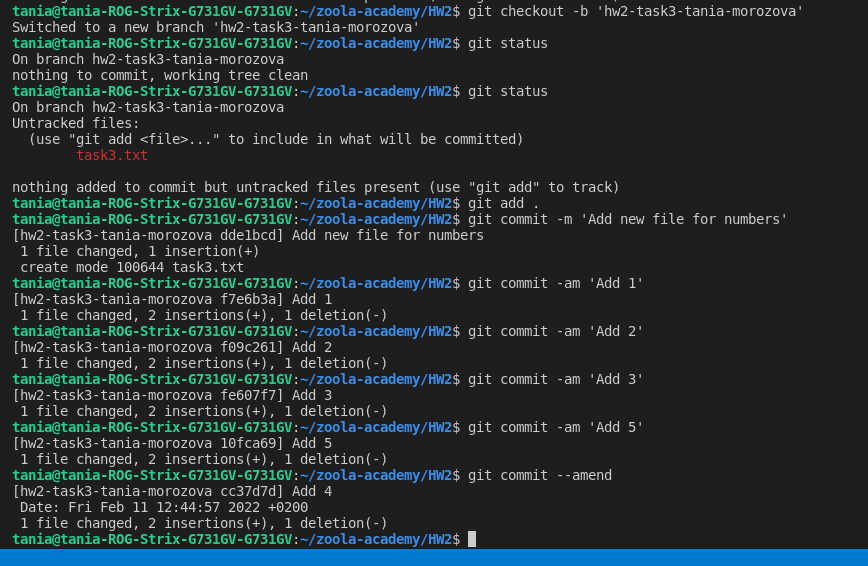 tania@tania-ROG-Strix-G731GV-G731GV:~/zoola-academy/HW2$ git checkout -b 'hw2-task3-tania-morozova'
Switched to a new branch 'hw2-task3-tania-morozova'
tania@tania-ROG-Strix-G731GV-G731GV:~/zoola-academy/HW2$ git status
On branch hw2-task3-tania-morozova
nothing to commit, working tree clean
tania@tania-ROG-Strix-G731GV-G731GV:~/zoola-academy/HW2$ git status
On branch hw2-task3-tania-morozova
Untracked files:
  (use "git add <file>..." to include in what will be committed)
        task3.txt

nothing added to commit but untracked files present (use "git add" to track)
tania@tania-ROG-Strix-G731GV-G731GV:~/zoola-academy/HW2$ git add .
tania@tania-ROG-Strix-G731GV-G731GV:~/zoola-academy/HW2$ git commit -m 'Add new file for numbers'
[hw2-task3-tania-morozova dde1bcd] Add new file for numbers
 1 file changed, 1 insertion(+)
 create mode 100644 task3.txt
tania@tania-ROG-Strix-G731GV-G731GV:~/zoola-academy/HW2$ git commit -am 'Add 1'
[hw2-task3-tania-morozova f7e6b3a] Add 1
 1 file changed, 2 insertions(+), 1 deletion(-)
tania@tania-ROG-Strix-G731GV-G731GV:~/zoola-academy/HW2$ git commit -am 'Add 2'
[hw2-task3-tania-morozova f09c261] Add 2
 1 file changed, 2 insertions(+), 1 deletion(-)
tania@tania-ROG-Strix-G731GV-G731GV:~/zoola-academy/HW2$ git commit -am 'Add 3'
[hw2-task3-tania-morozova fe607f7] Add 3
 1 file changed, 2 insertions(+), 1 deletion(-)
tania@tania-ROG-Strix-G731GV-G731GV:~/zoola-academy/HW2$ git commit -am 'Add 5'
[hw2-task3-tania-morozova 10fca69] Add 5
 1 file changed, 2 insertions(+), 1 deletion(-)
tania@tania-ROG-Strix-G731GV-G731GV:~/zoola-academy/HW2$ git commit --amend
[hw2-task3-tania-morozova cc37d7d] Add 4
 Date: Fri Feb 11 12:44:57 2022 +0200
 1 file changed, 2 insertions(+), 1 deletion(-)
tania@tania-ROG-Strix-G731GV-G731GV:~/zoola-academy/HW2$